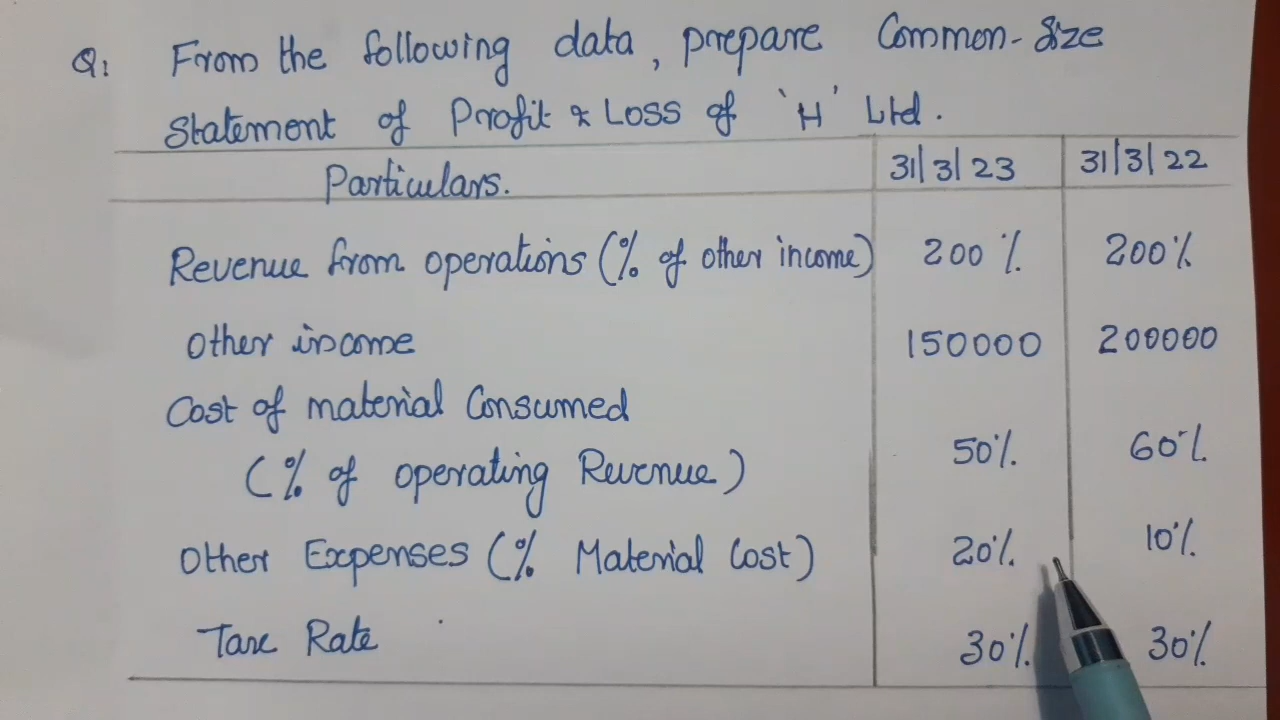 Q: From the following data, prepare Common-Size
Statement of Profit & Loss of 'H' Ltd.
Particulars. 31/3/23 31/3/22
Revenue from operations (% of other income) 200% 200%
Other income 150000 200000
Cost of material Consumed
(% of operating Revenue) 50% 60%
Other Expenses (% Material Cost) 20% 10%
Tax Rate 30% 30%